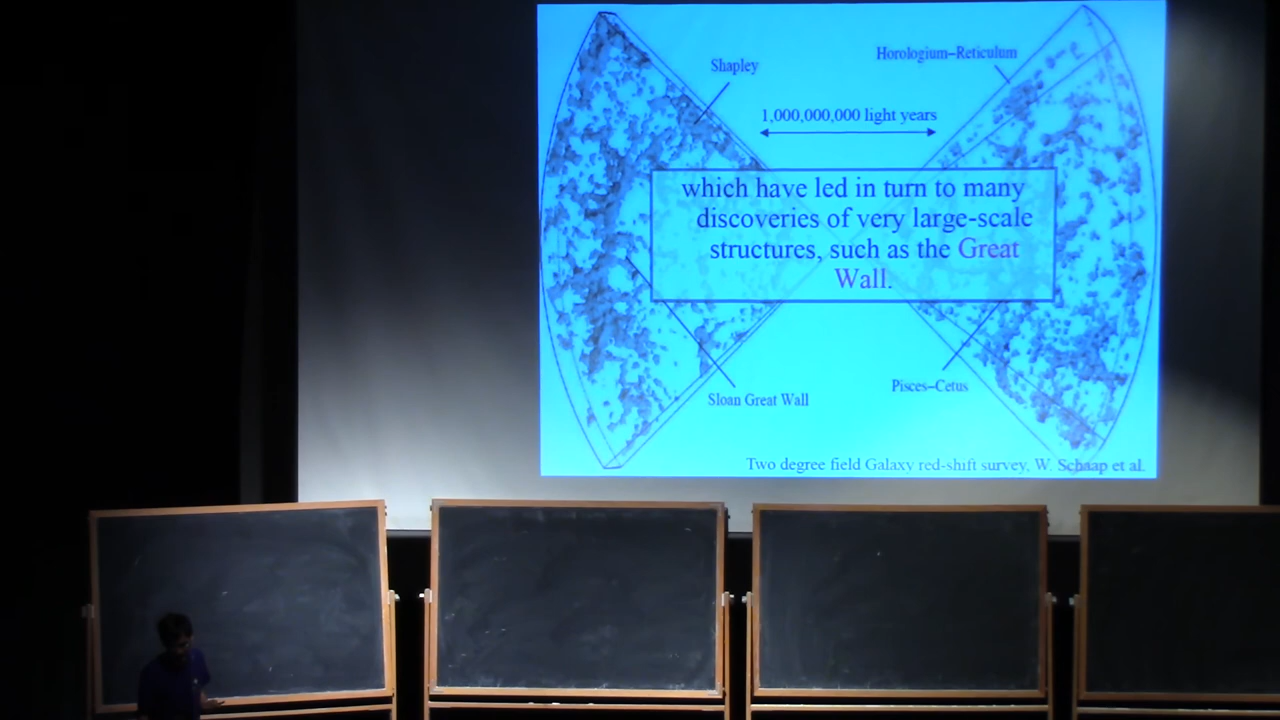 Shapley
Horologium–Reticulum
1,000,000,000 light years
which have led in turn to many
discoveries of very large-scale
structures, such as the Great
Wall.
Sloan Great Wall
Pisces–Cetus
Two degree field Galaxy red-shift survey, W. Schaap et al.